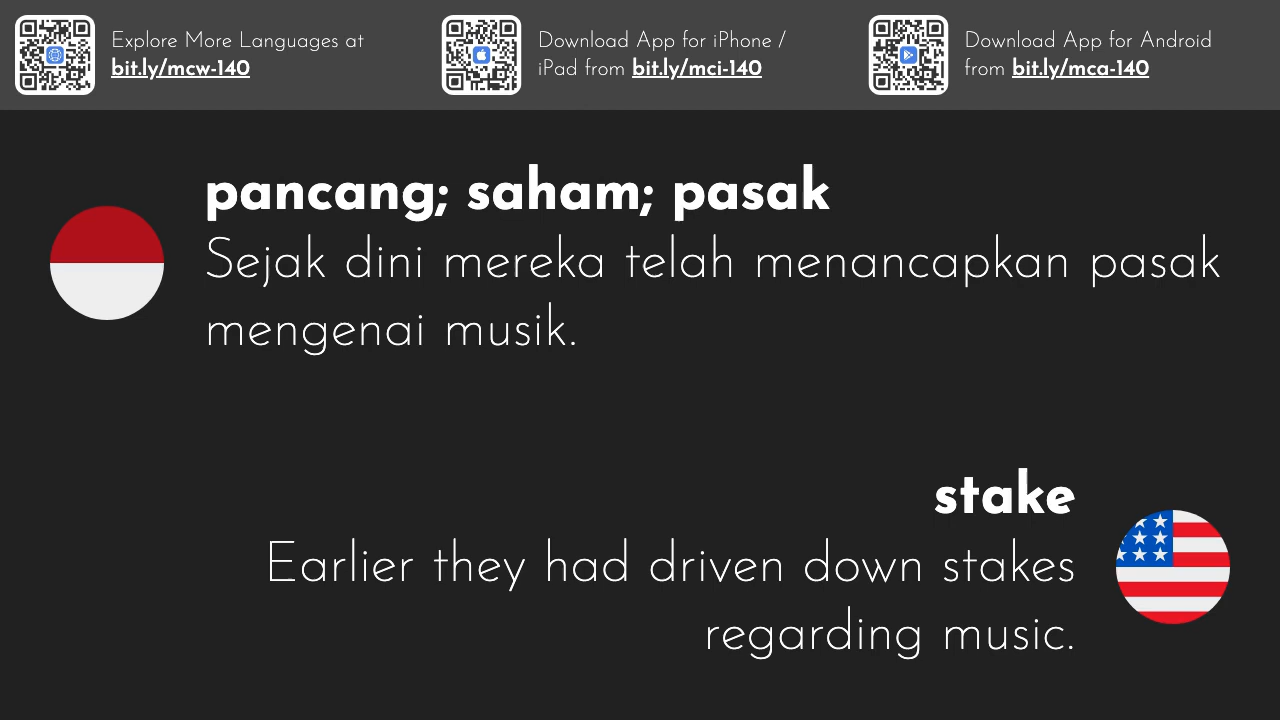 Explore More Languages at
bit.ly/mcw-140
Download App for iPhone /
iPad from bit.ly/mci-140
Download App for Android
from bit.ly/mca-140
pancang; saham; pasak
Sejak dini mereka telah menancapkan pasak
mengenai musik.
stake
Earlier they had driven down stakes
regarding music.